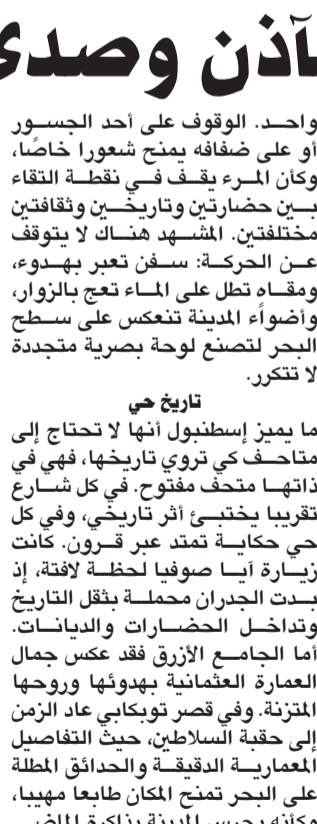 مآذن وصدى
واحد. الوقوف على أحد الجسور
أو على ضفافه يمنح شعورا خاصًا،
وكأن المرء يقف في نقطة التقاء
بين حضارتين وتاريخين وثقافتين
مختلفتين. المشهد هناك لا يتوقف
عن الحركة: سفن تعبر بهدوء،
ومقاه تطل على الماء تعج بالزوار،
وأضواء المدينة تنعكس على سطح
البحر لتصنع لوحة بصرية متجددة
لا تتكرر.
تاريخ حي
ما يميز إسطنبول أنها لا تحتاج إلى
متاحف كي تروي تاريخها، فهي في
ذاتها متحف مفتوح. في كل شارع
تقريبا يختبئ أثر تاريخي، وفي كل
حي حكاية تمتد عبر قرون. كانت
زيارة آيا صوفيا لحظة لافتة، إذ
بدت الجدران محملة بثقل التاريخ
وتداخل الحضارات والديانات.
أما الجامع الأزرق فقد عكس جمال
العمارة العثمانية بهدوئها وروحها
المتزنة. وفي قصر توبكابي عاد الزمن
إلى حقبة السلاطين، حيث التفاصيل
المعمارية الدقيقة والحدائق المطلة
على البحر تمنح المكان طابعا مهيبا،
وكأنه يحرس المدينة بذاكرة